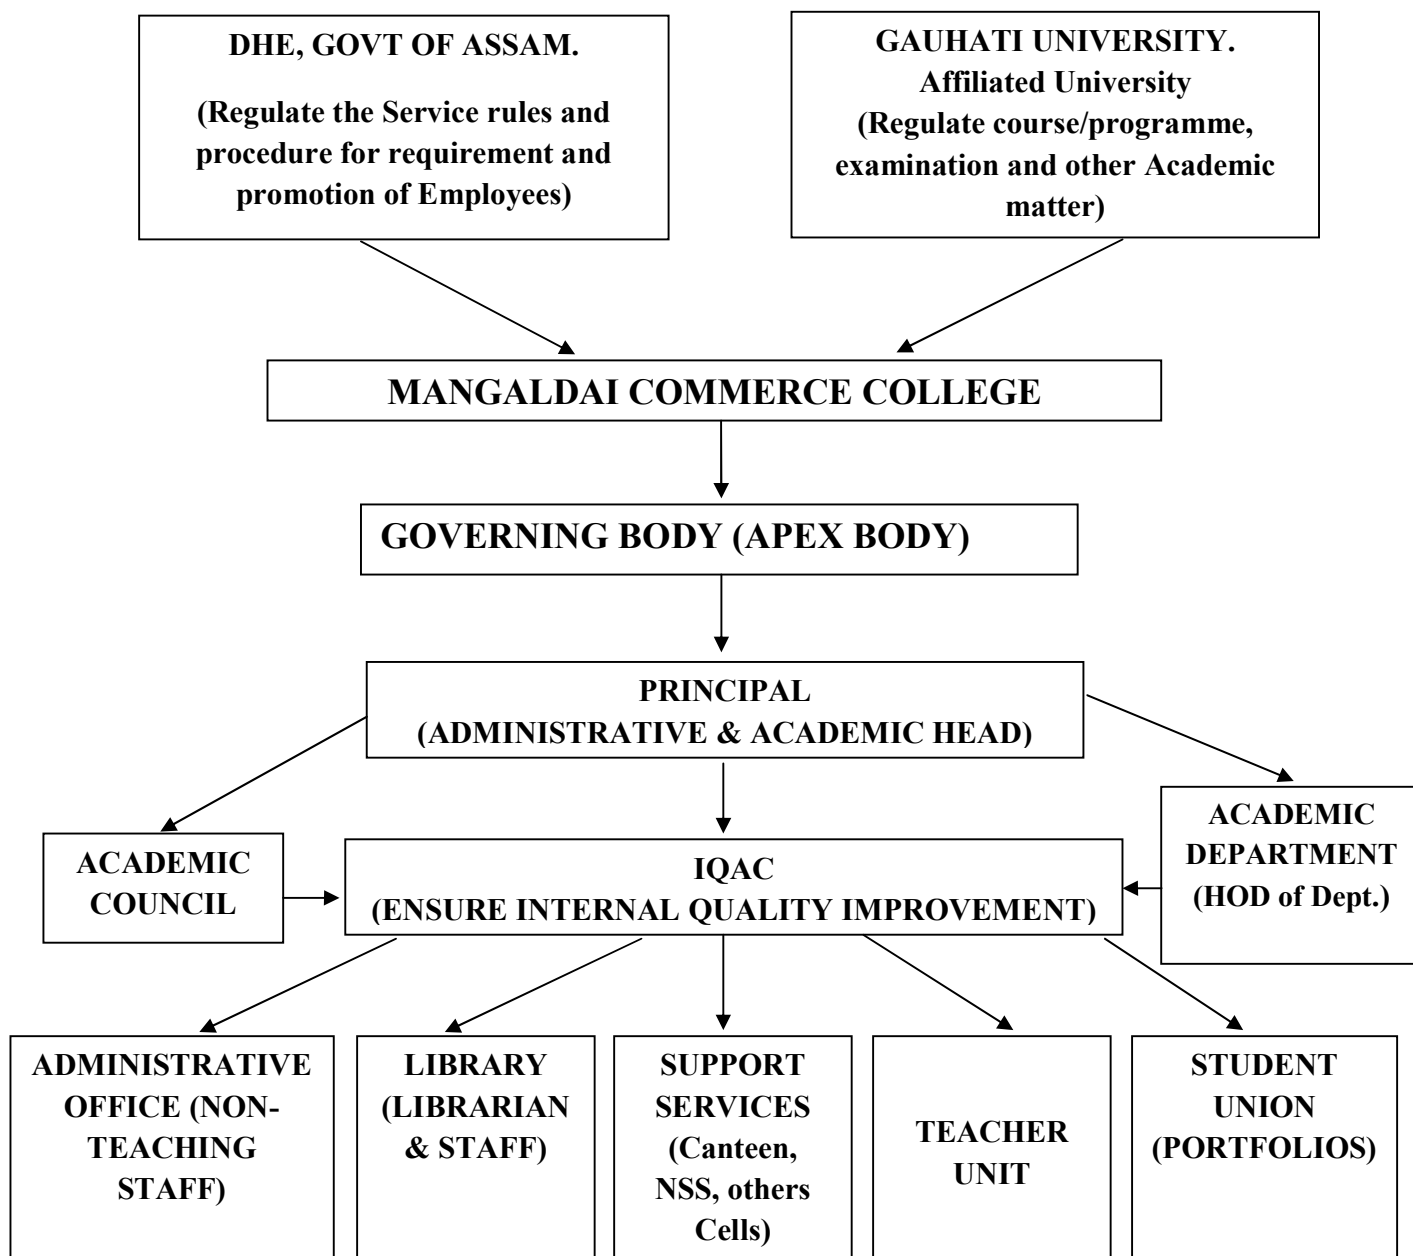 DHE, GOVT OF ASSAM.
(Regulate the Service rules and
procedure for requirement and
promotion of Employees)
GAUHATI UNIVERSITY.
Affiliated University
(Regulate course/programme,
examination and other Academic
matter)
MANGALDAI COMMERCE COLLEGE
GOVERNING BODY (APEX BODY)
PRINCIPAL
(ADMINISTRATIVE & ACADEMIC HEAD)
ACADEMIC
COUNCIL
IQAC
(ENSURE INTERNAL QUALITY IMPROVEMENT)
ACADEMIC
DEPARTMENT
(HOD of Dept.)
ADMINISTRATIVE
OFFICE (NON-
TEACHING
STAFF)
LIBRARY
(LIBRARIAN
& STAFF)
SUPPORT
SERVICES
(Canteen,
NSS, others
Cells)
TEACHER
UNIT
STUDENT
UNION
(PORTFOLIOS)